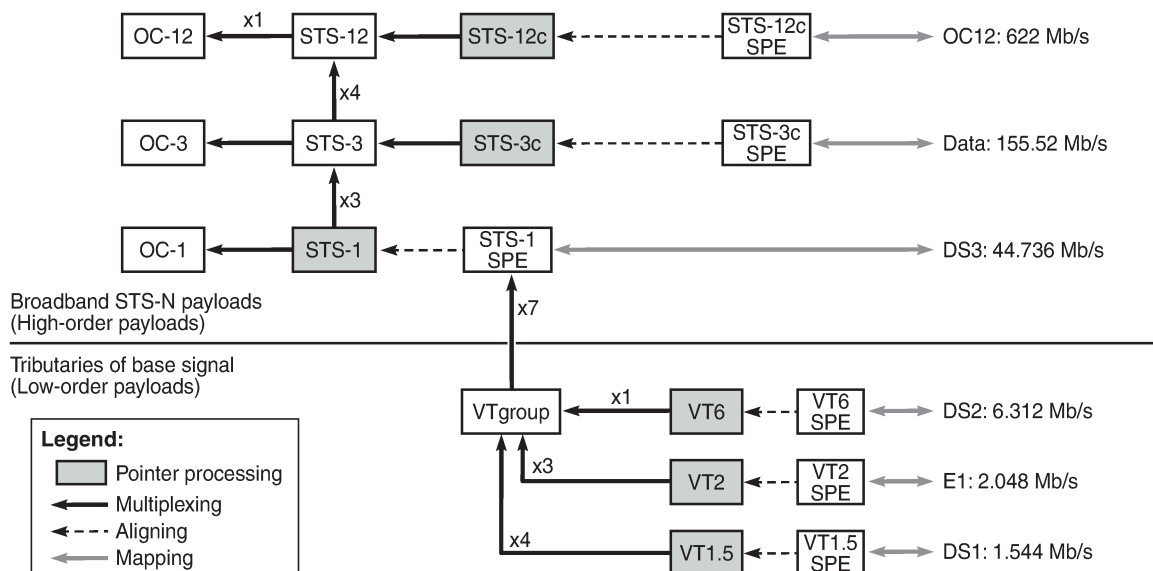 x1
OC-12
STS-12
STS-12c
STS-12c
SPE
OC12: 622 Mb/s
x4
OC-3
STS-3
STS-3c
STS-3c
SPE
Data: 155.52 Mb/s
x3
OC-1
STS-1
STS-1
SPE
DS3: 44.736 Mb/s
Broadband STS-N payloads
(High-order payloads)
x7
Tributaries of base signal
(Low-order payloads)
VTgroup
x1
VT6
VT6
SPE
DS2: 6.312 Mb/s
x3
VT2
VT2
SPE
E1: 2.048 Mb/s
x4
VT1.5
VT1.5
SPE
DS1: 1.544 Mb/s
Legend:
Pointer processing
Multiplexing
Aligning
Mapping